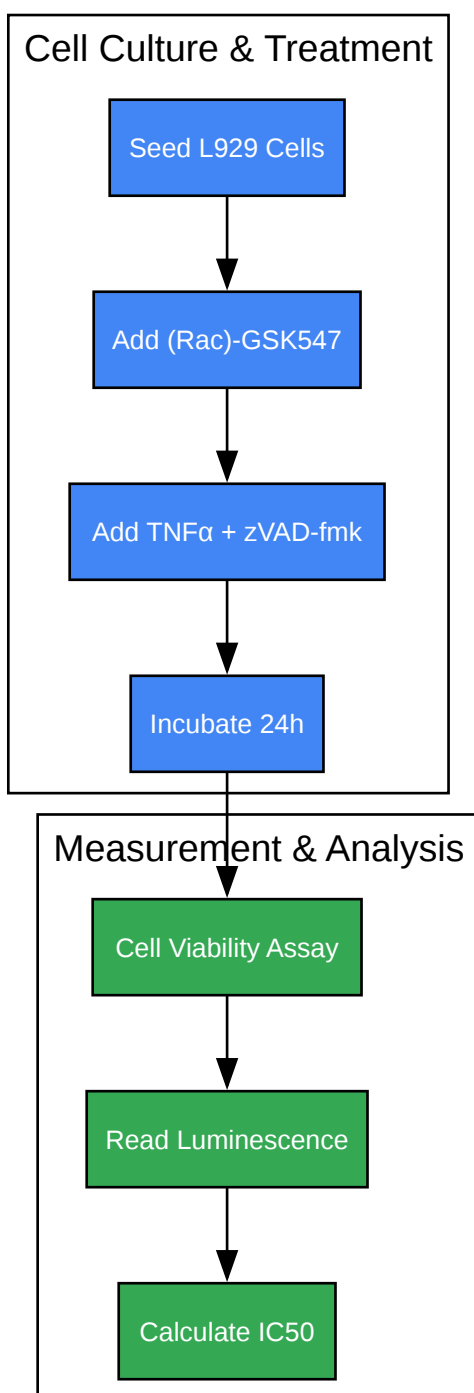 Cell Culture & Treatment
Seed L929 Cells
Add (Rac)-GSK547
Add TNFα + zVAD-fmk
Incubate 24h
Measurement & Analysis
Cell Viability Assay
Read Luminescence
Calculate IC50